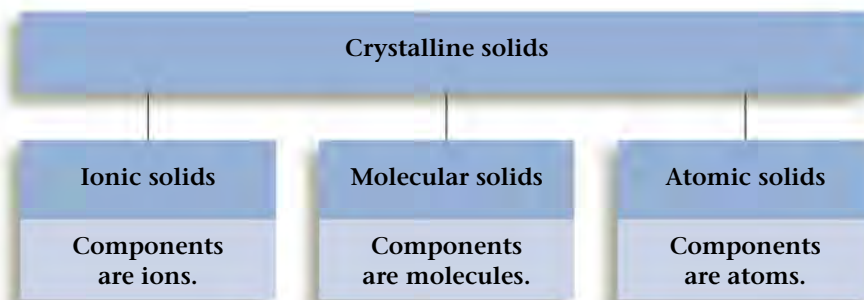 Crystalline solids
Ionic solids
Components
are ions.
Molecular solids
Components
are molecules.
Atomic solids
Components
are atoms.